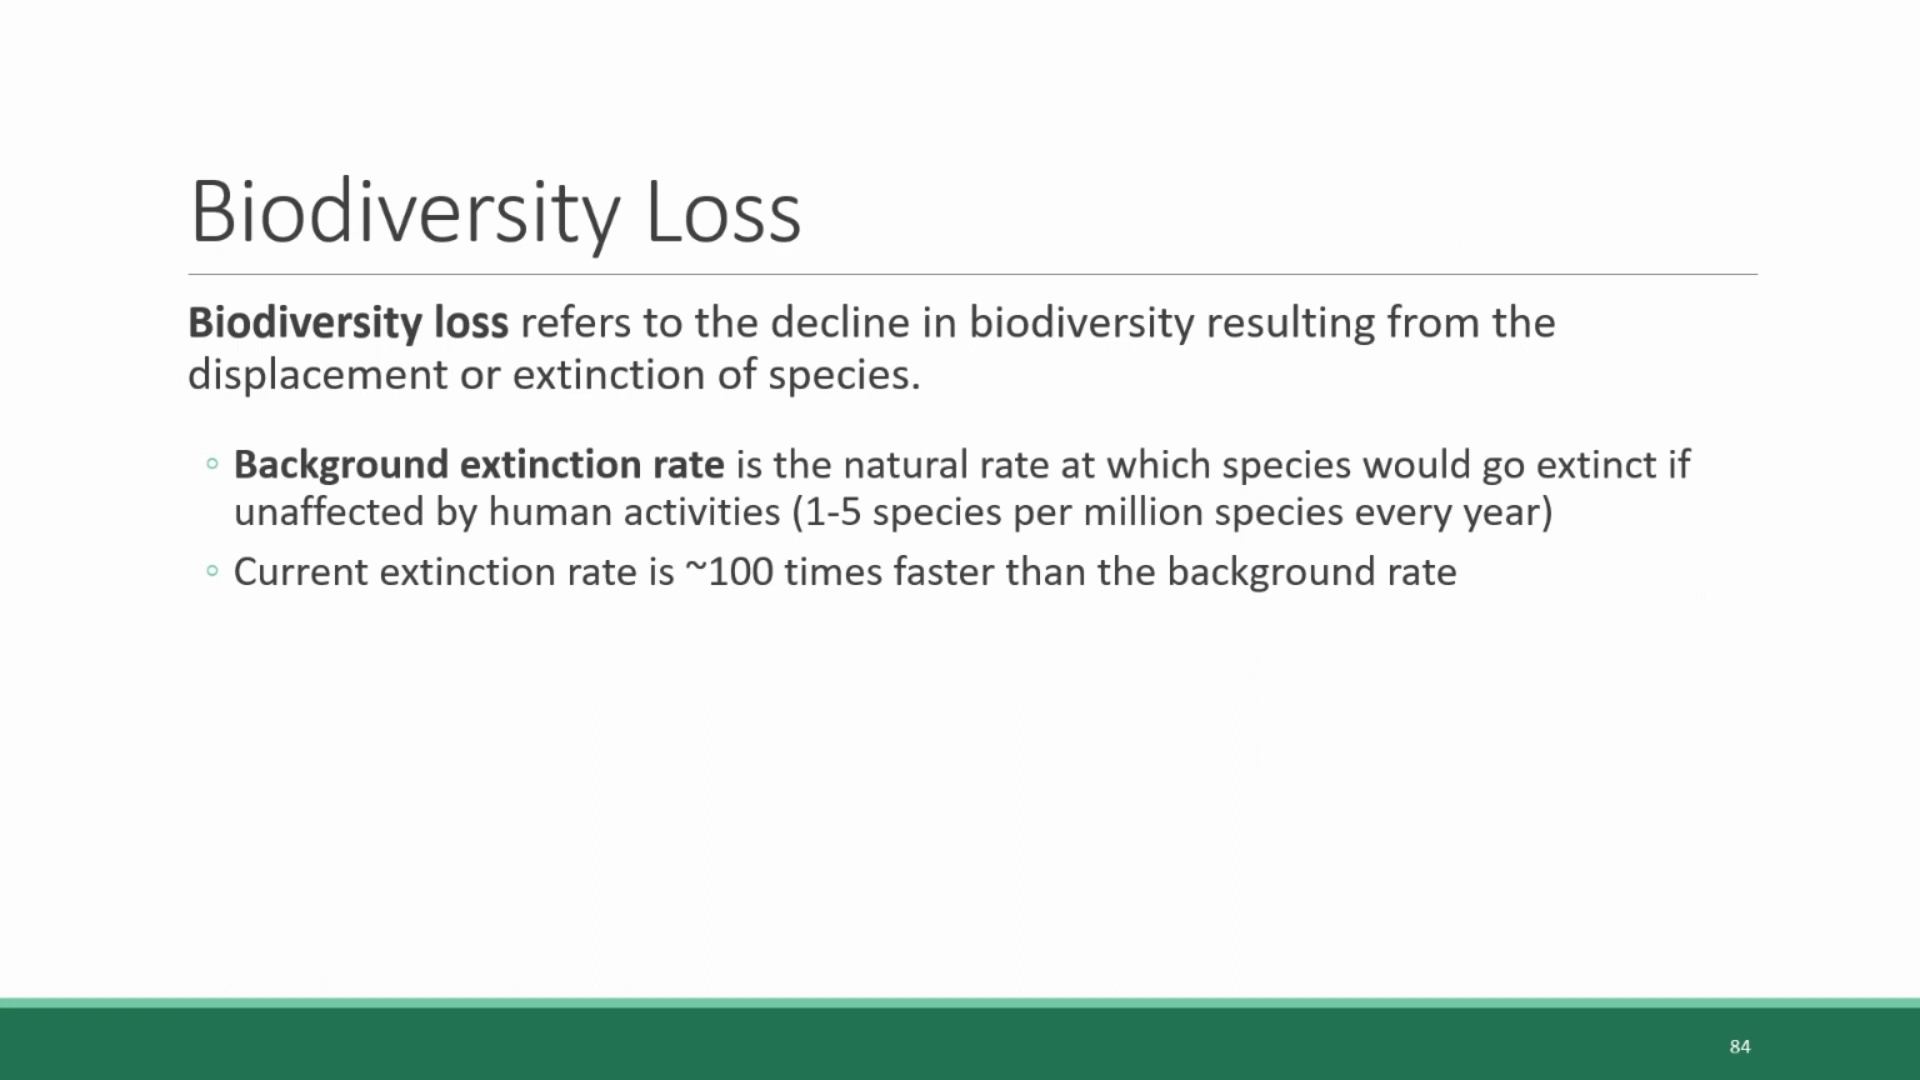 Biodiversity Loss
Biodiversity loss refers to the decline in biodiversity resulting from the
displacement or extinction of species.
◦ Background extinction rate is the natural rate at which species would go extinct if
unaffected by human activities (1-5 species per million species every year)
◦ Current extinction rate is ~100 times faster than the background rate
84